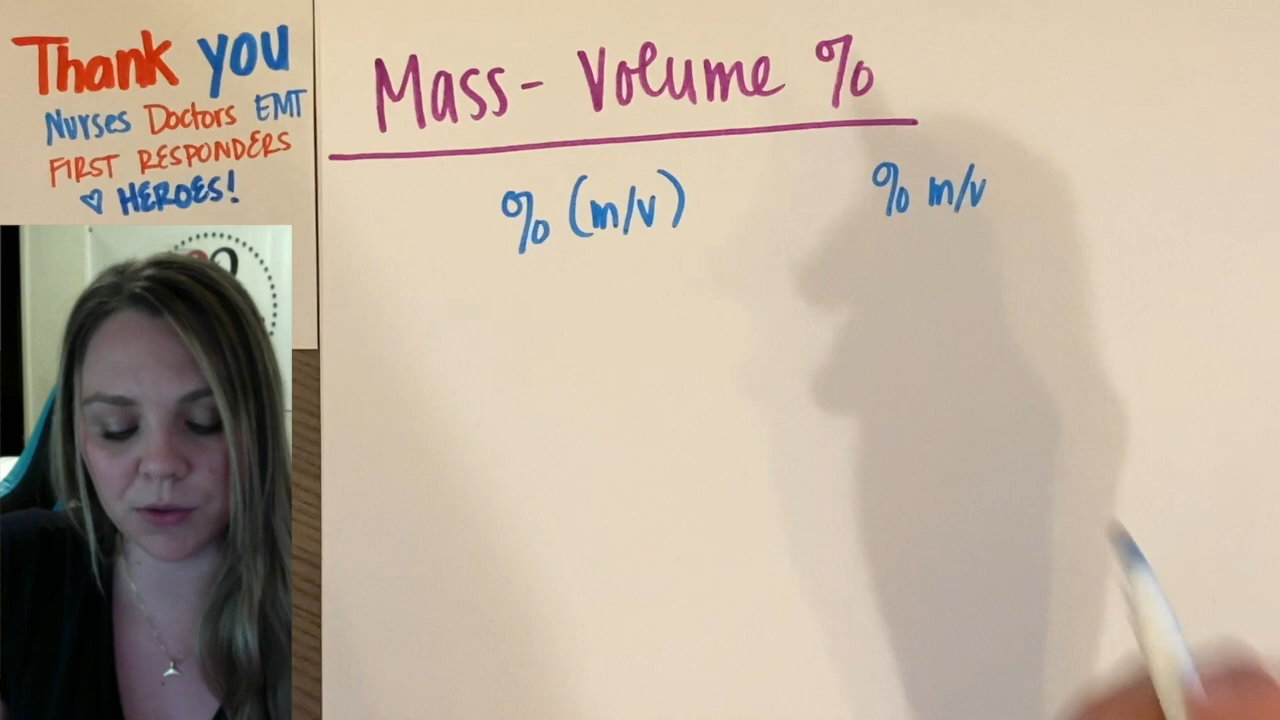 Thank you
Nurses Doctors EMT
FIRST RESPONDERS
♡ HEROES!
Mass- Volume %
% (m/v) % m/v